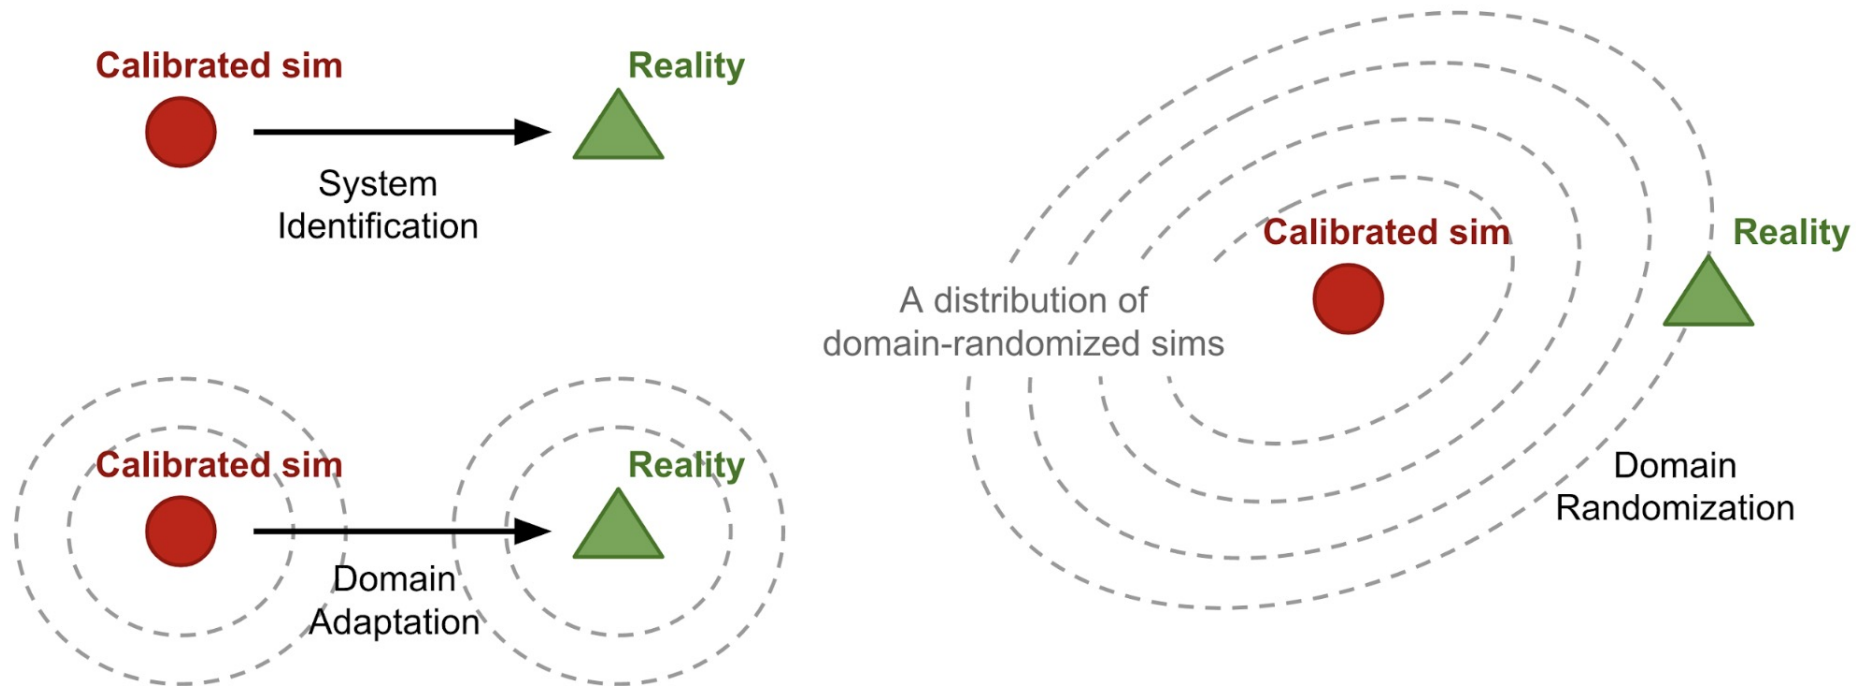 Calibrated sim
Reality
System
Identification
Calibrated sim
Reality
Domain
Adaptation
Calibrated sim
Reality
A distribution of
domain-randomized sims
Domain
Randomization